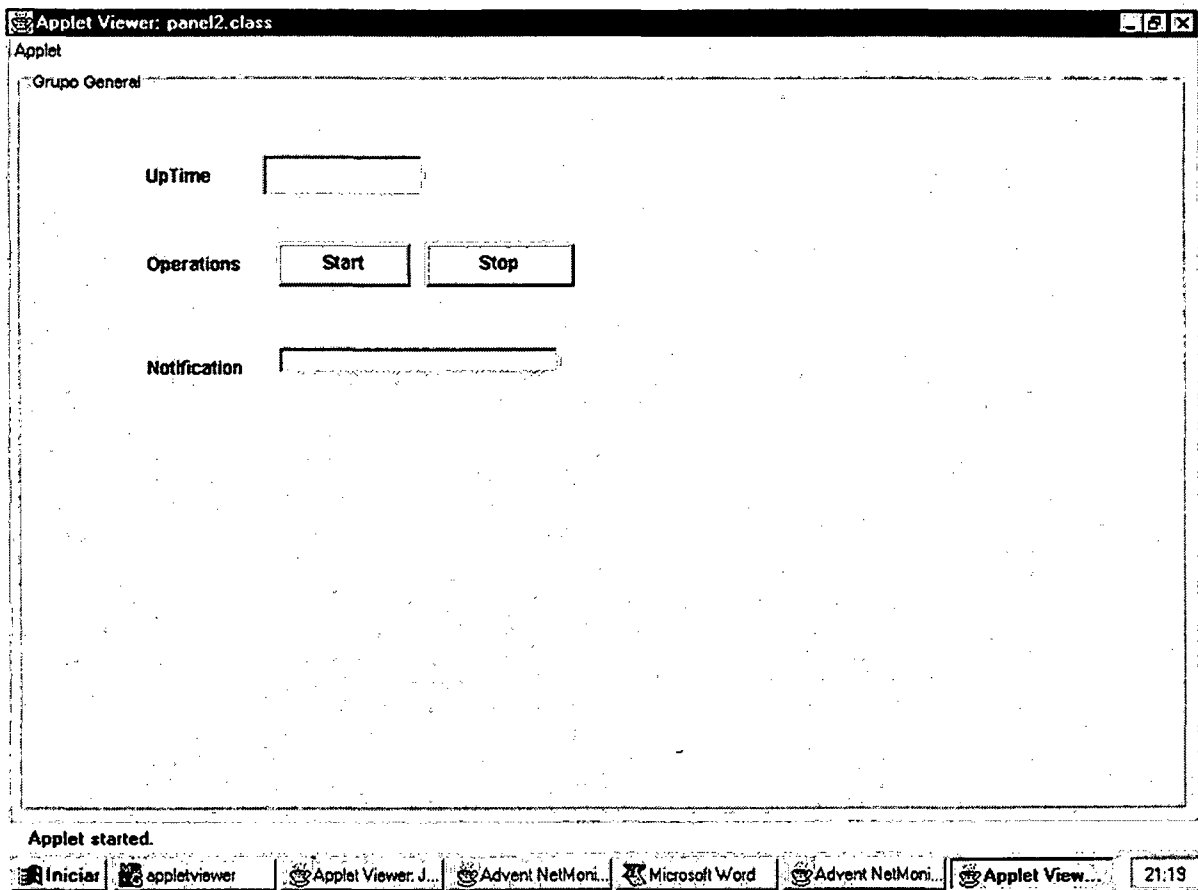 Applet Viewer: panel2.class
Applet
Grupo General
UpTime
Operations Start Stop
Notification
Applet started.
Iniciar appletviewer Applet Viewer: J... Advent NetMoni... Microsoft Word Advent NetMoni... Applet View... 21:19